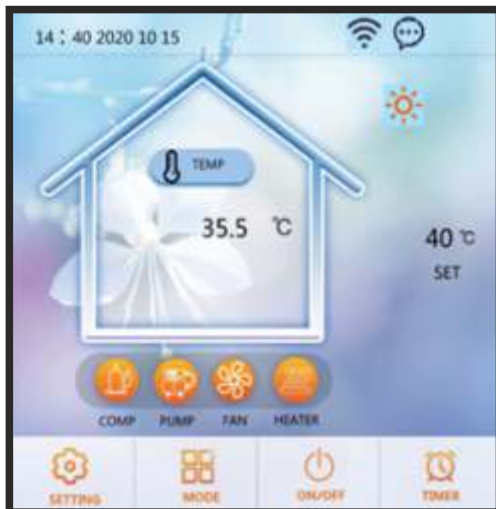 14 : 40 2020 10 15
TEMP
35.5 ℃
40 ℃
SET
COMP PUMP FAN HEATER
SETTING MODE ON/OFF TIMER